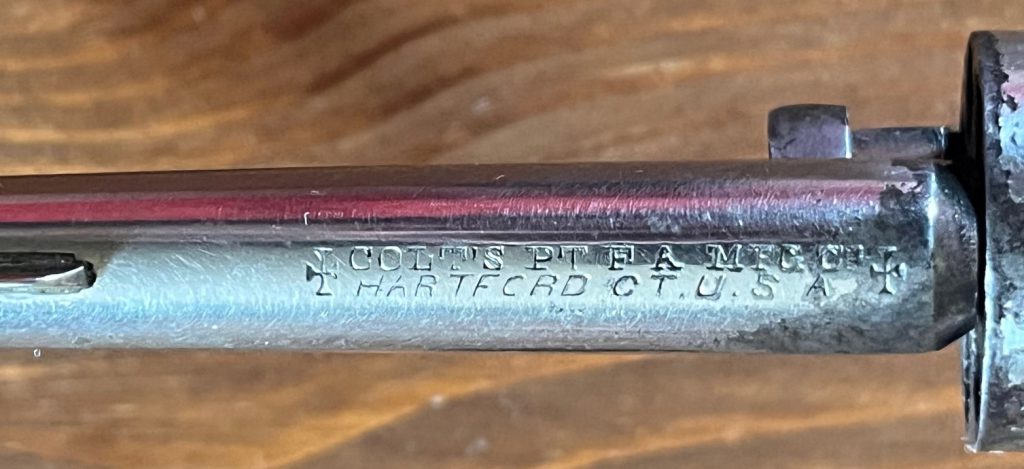 COLT'S PT F A MFG Cº
HARTFORD CT. U. S A